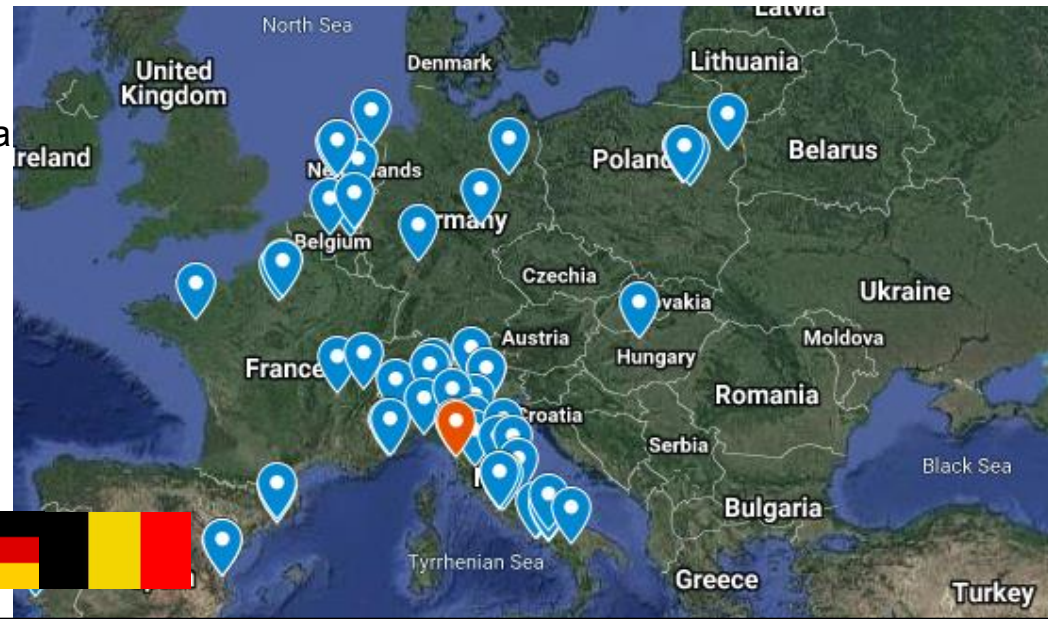 Latvia
North Sea
Denmark
Lithuania
United
Kingdom
a
Ireland
Poland
Belarus
Belgium
Czechia
Ukraine
Austria
Moldova
Hungary
France
Romania
Croatia
Serbia
Black Sea
Bulgaria
Tyrrhenian Sea
Greece
Turkey